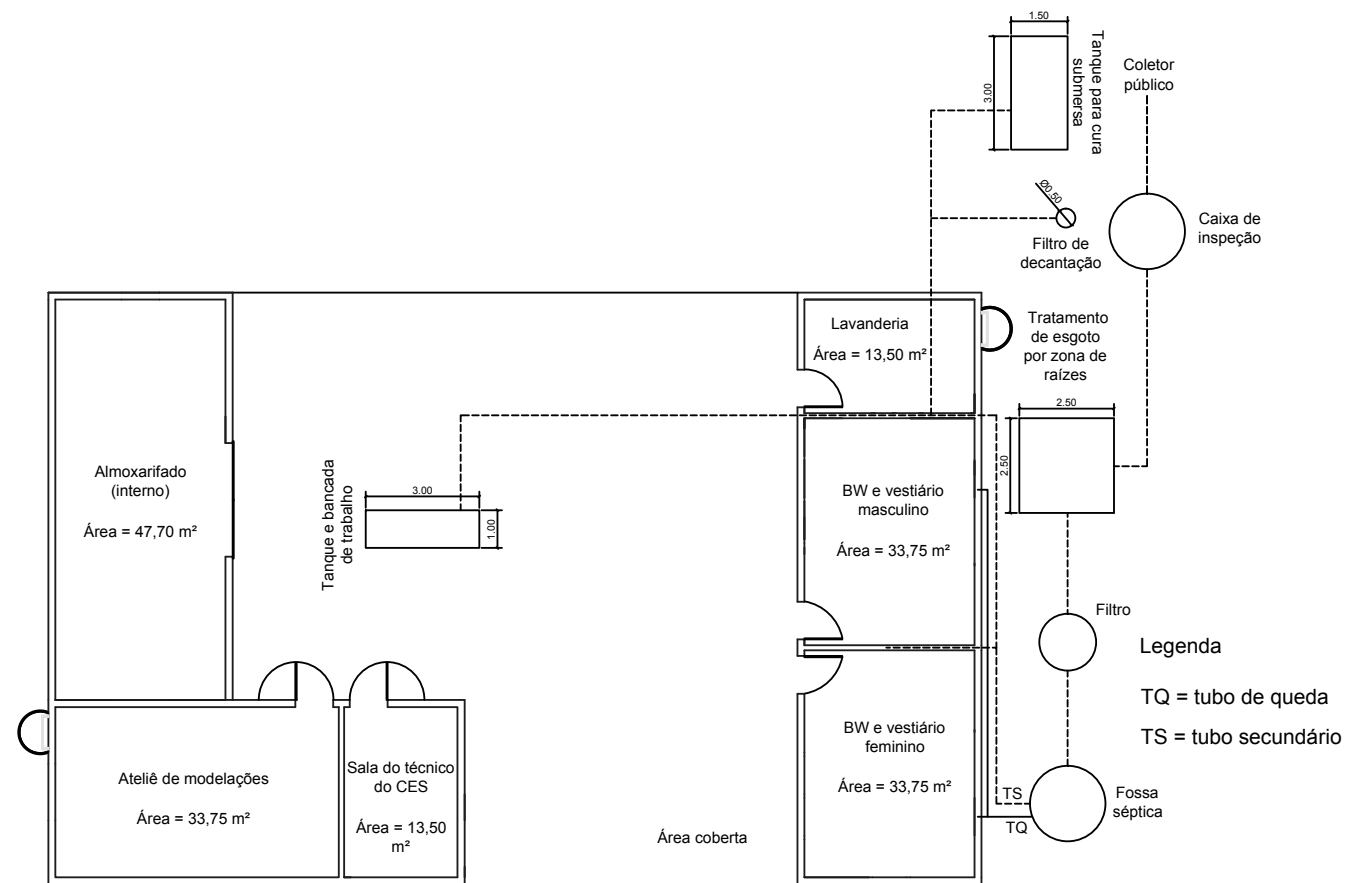 1.50
3.00
Tanque para cura
submersa
Coletor
público
Ø0.50
Filtro de
decantação
Caixa de
inspeção
Lavanderia
Área = 13,50 m²
Tratamento
de esgoto
por zona de
raízes
2.50
2.50
Almoxarifado
(interno)
Área = 47,70 m²
Tanque e bancada
de trabalho
3.00
1.00
BW e vestiário
masculino
Área = 33,75 m²
Filtro
Legenda
TQ = tubo de queda
TS = tubo secundário
BW e vestiário
feminino
Área = 33,75 m²
Ateliê de modelações
Área = 33,75 m²
Sala do técnico
do CES
Área = 13,50
m²
Área coberta
TS
TQ
Fossa
séptica